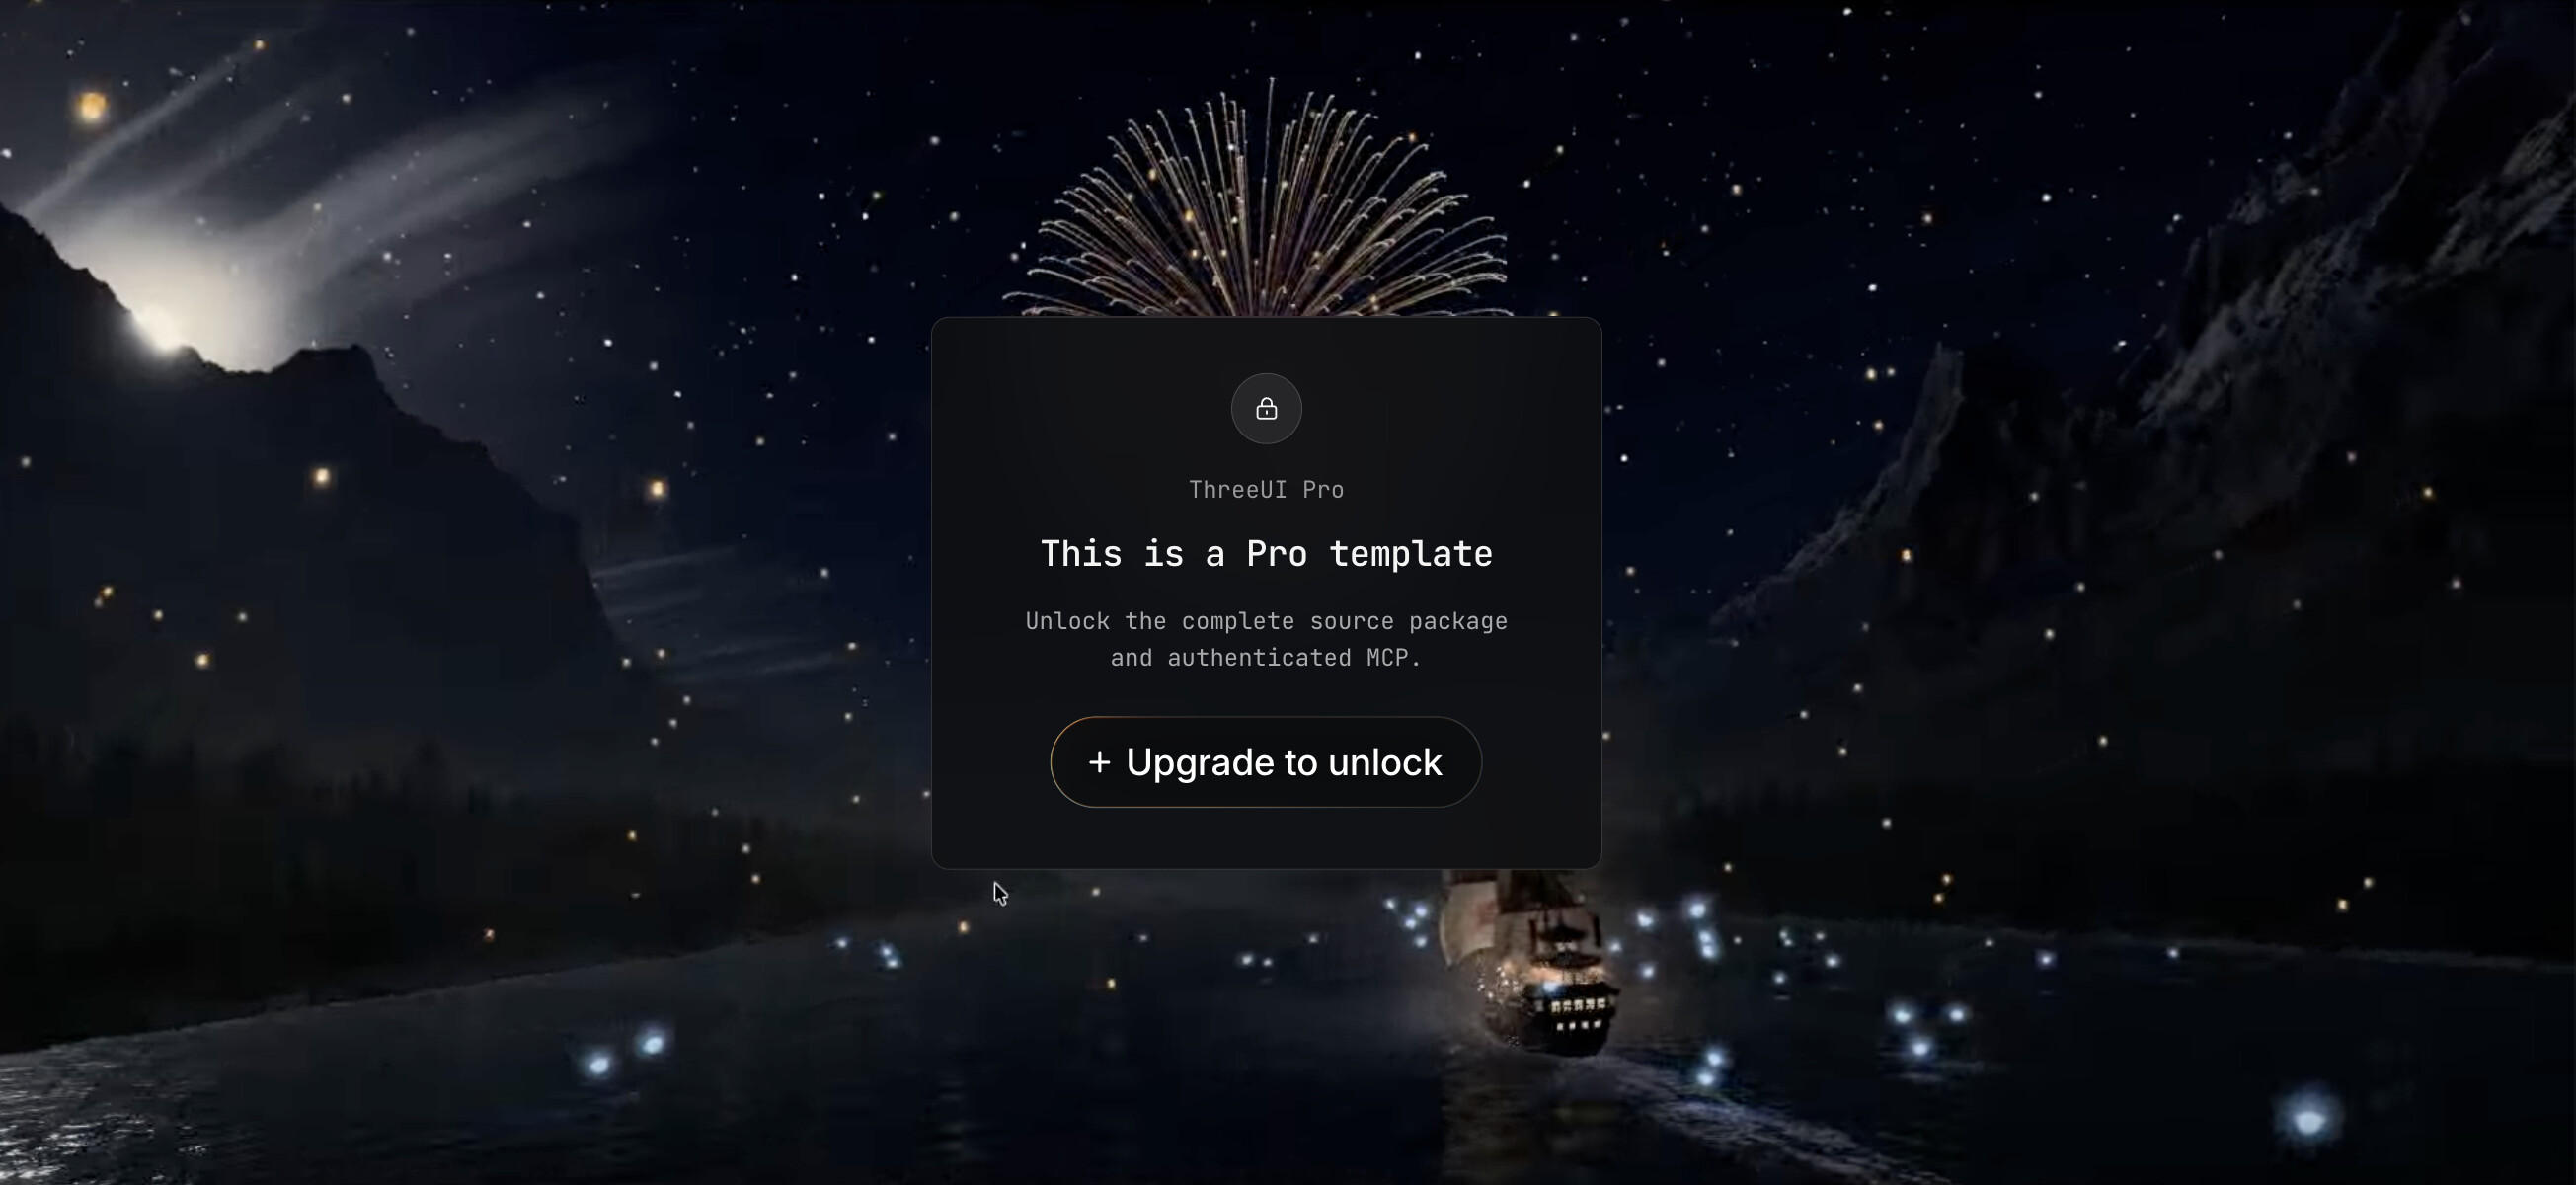 ThreeUI Pro
This is a Pro template
Unlock the complete source package
and authenticated MCP.
+ Upgrade to unlock